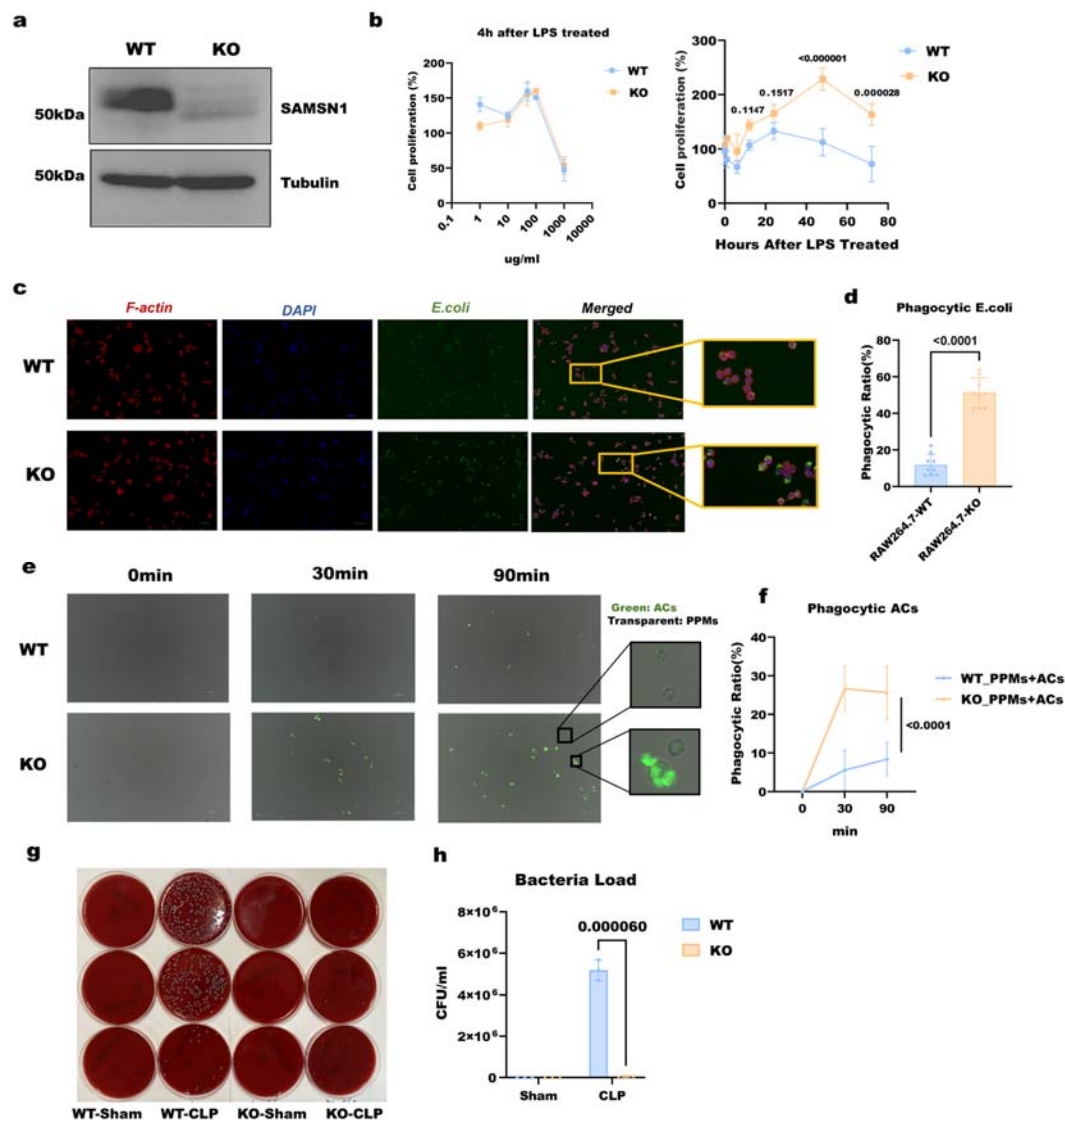 a
WT KO
50kDa
SAMSN1
50kDa
Tubulin
b
4h after LPS treated
WT
KO
Cell proliferation (%)
200
150
100
50
0
0.1
1
10
100
1000
10000
ug/ml
WT
KO
Cell proliferation (%)
300
200
100
0
<0.000001
0.1147
0.1517
0.000028
0 20 40 60 80
Hours After LPS Treated
c
F-actin DAPI E.coli Merged
WT
KO
d
Phagocytic E.coli
<0.0001
Phagocytic Ratio(%)
80
60
40
20
0
RAW264.7-WT
RAW264.7-KO
e
0min 30min 90min
WT
KO
Green: ACs
Transparent: PPMs
f
Phagocytic ACs
Phagocytic Ratio(%)
40
30
20
10
0
0 30 90
min
WT_PPMs+ACs
KO_PPMs+ACs
<0.0001
g
WT-Sham WT-CLP KO-Sham KO-CLP
h
Bacteria Load
0.000060
WT
KO
CFU/ml
8×10⁶
6×10⁶
4×10⁶
2×10⁶
0
Sham CLP